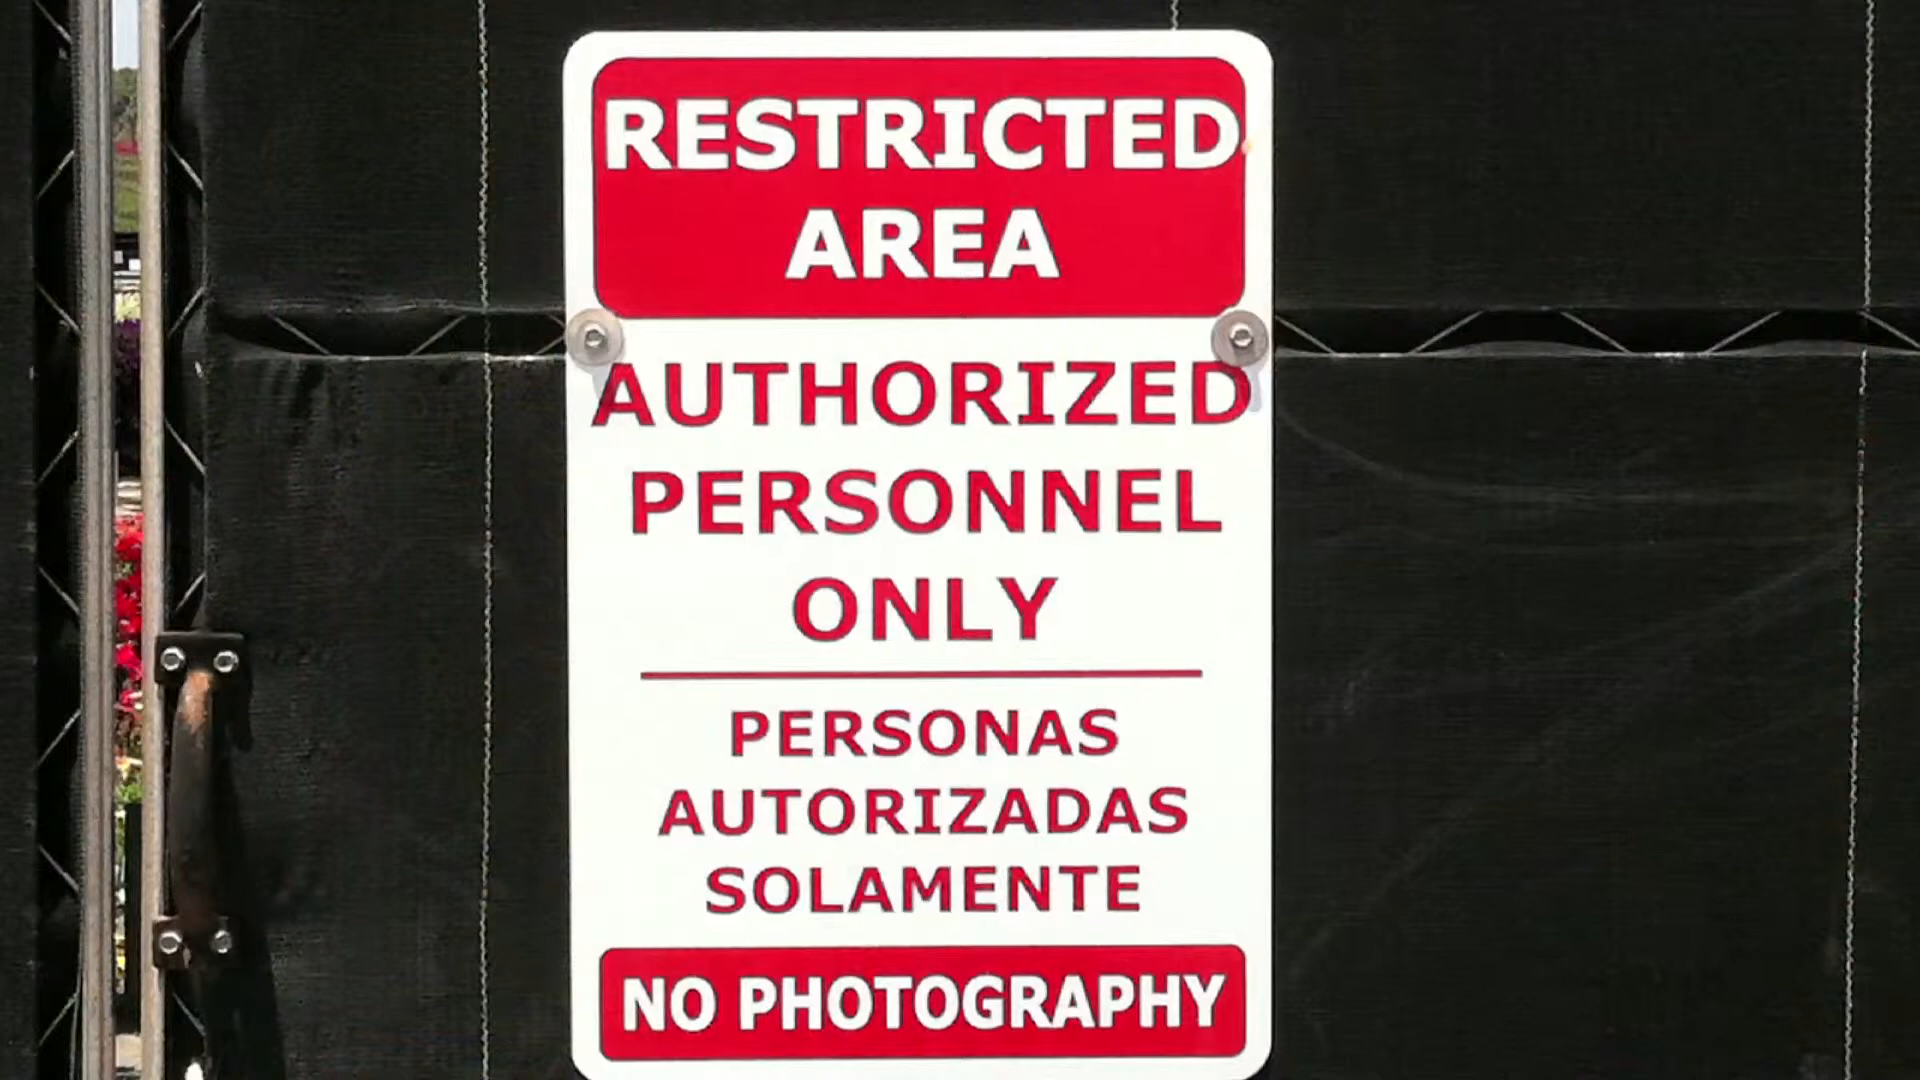 RESTRICTED
AREA
AUTHORIZED
PERSONNEL
ONLY
PERSONAS
AUTORIZADAS
SOLAMENTE
NO PHOTOGRAPHY